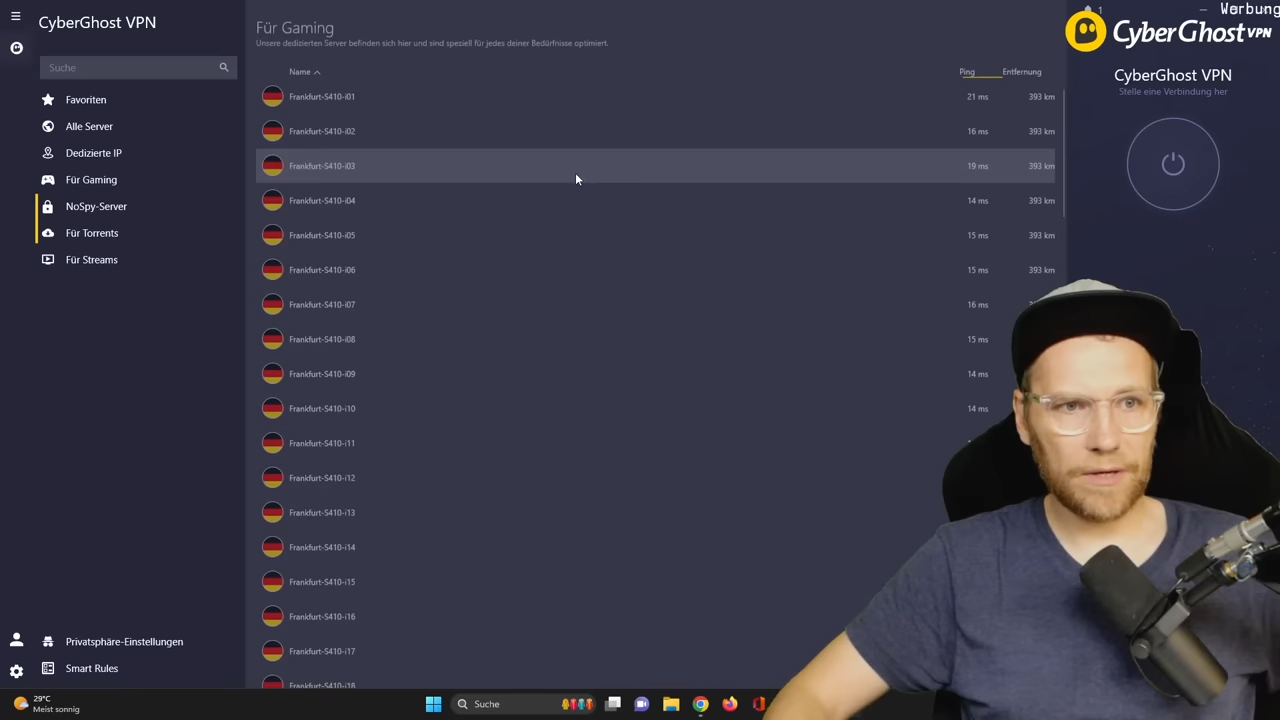 CyberGhost VPN
Suche
Favoriten
Alle Server
Dedizierte IP
Für Gaming
NoSpy-Server
Für Torrents
Für Streams
Privatsphäre-Einstellungen
Smart Rules
Für Gaming
Unsere dedizierten Server befinden sich hier und sind speziell für jedes deiner Bedürfnisse optimiert.
Name Ping Entfernung
Frankfurt-S410-i01 21 ms 393 km
Frankfurt-S410-i02 16 ms 393 km
Frankfurt-S410-i03 19 ms 393 km
Frankfurt-S410-i04 14 ms 393 km
Frankfurt-S410-i05 15 ms 393 km
Frankfurt-S410-i06 15 ms 393 km
Frankfurt-S410-i07 16 ms
Frankfurt-S410-i08 15 ms
Frankfurt-S410-i09 14 ms
Frankfurt-S410-i10 14 ms
Frankfurt-S410-i11
Frankfurt-S410-i12
Frankfurt-S410-i13
Frankfurt-S410-i14
Frankfurt-S410-i15
Frankfurt-S410-i16
Frankfurt-S410-i17
Frankfurt-S410-i18
1
Werbung
CyberGhost VPN
CyberGhost VPN
Stelle eine Verbindung her
29°C
Meist sonnig
Suche